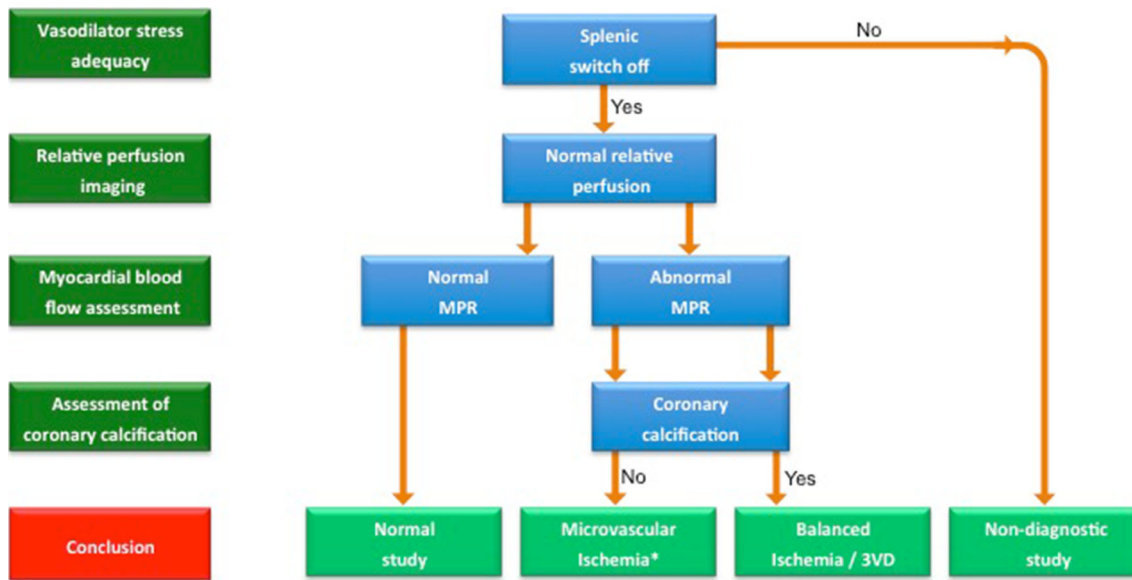 Vasodilator stress
adequacy
Splenic
switch off
No
Yes
Relative perfusion
imaging
Normal relative
perfusion
Myocardial blood
flow assessment
Normal
MPR
Abnormal
MPR
Assessment of
coronary calcification
Coronary
calcification
No
Yes
Conclusion
Normal
study
Microvascular
Ischemia*
Balanced
Ischemia / 3VD
Non-diagnostic
study